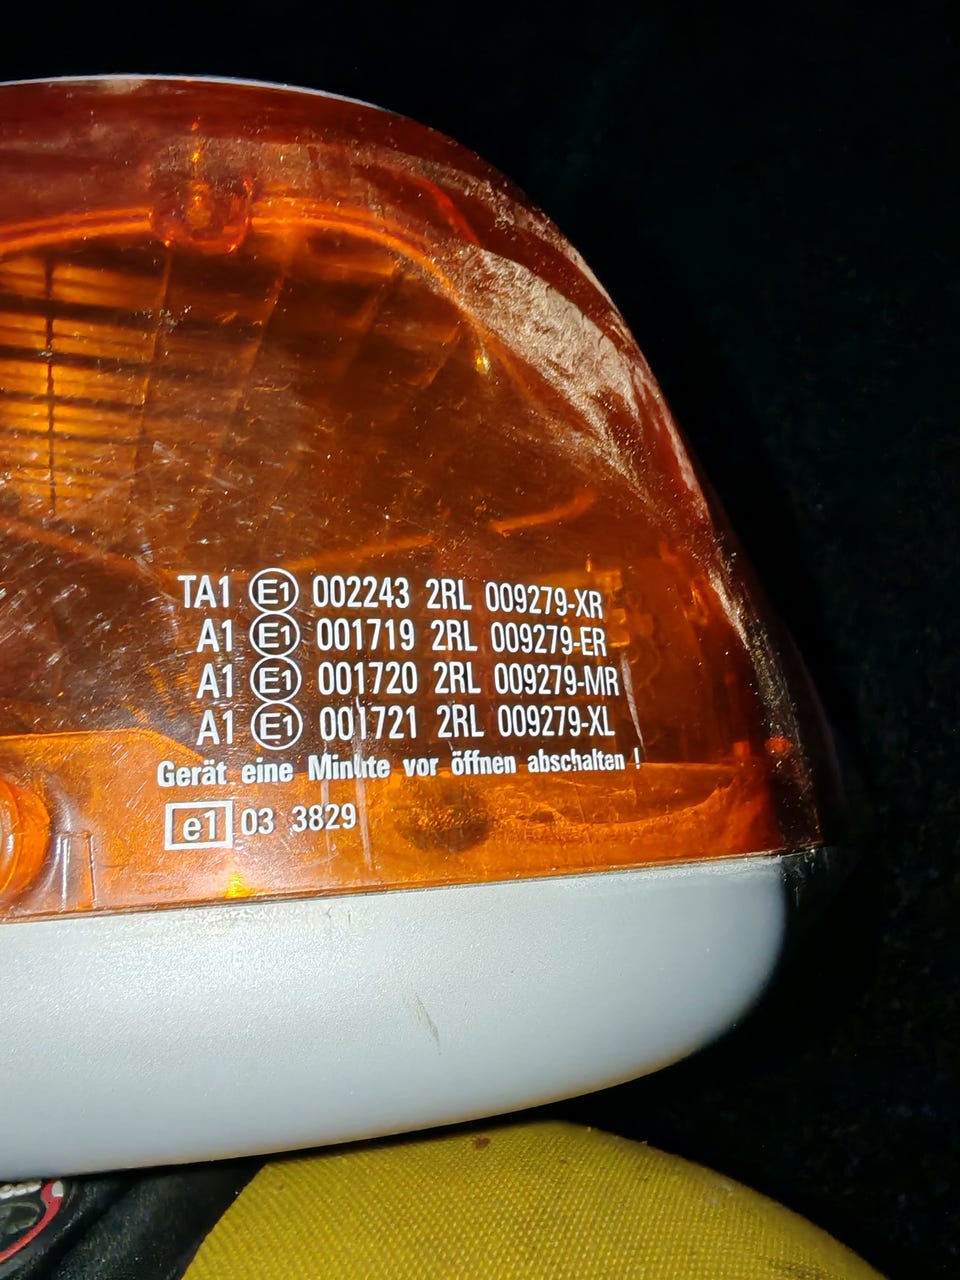 TA1 E1 002243 2RL 009279-XR
A1 E1 001719 2RL 009279-ER
A1 E1 001720 2RL 009279-MR
A1 E1 001721 2RL 009279-XL
Gerät eine Minute vor öffnen abschalten !
e1 03 3829